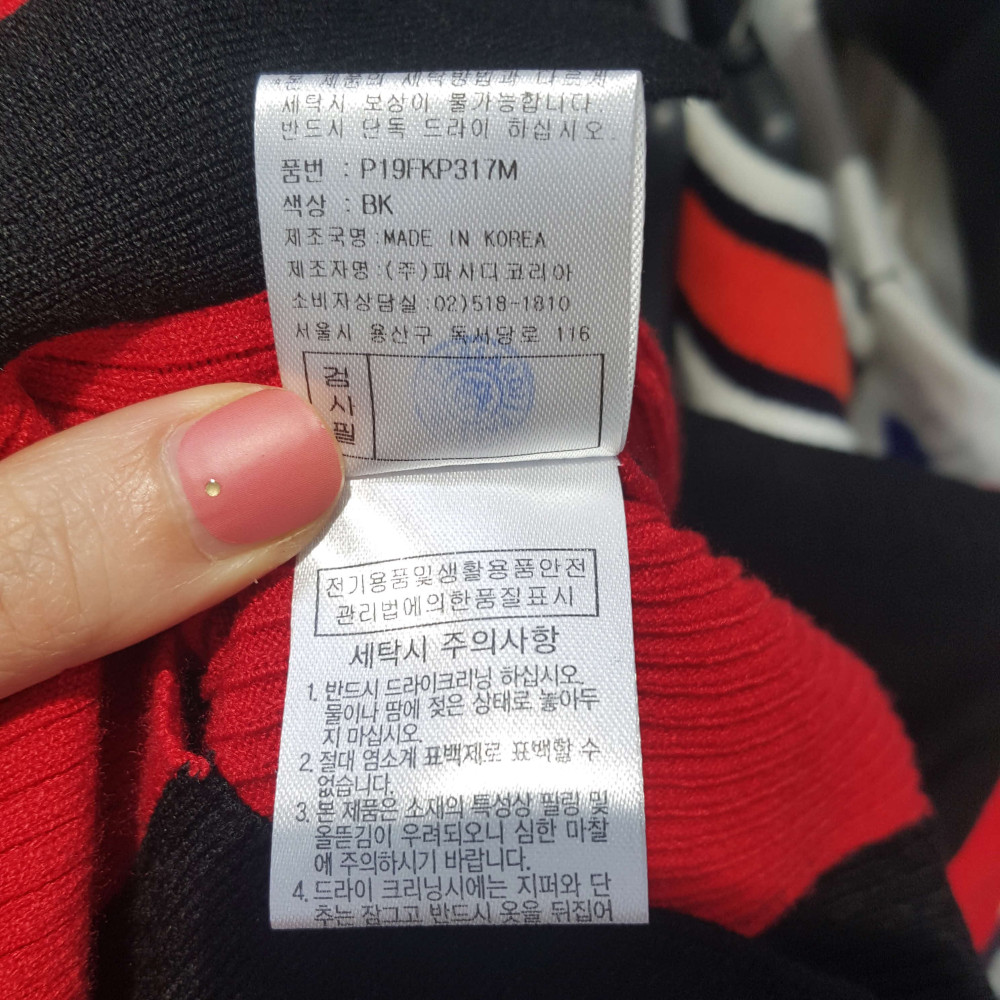 본 제품의 세탁방법과 다르게
세탁시 보상이 불가능합니다
반드시 단독 드라이 하십시오.
품번 : P19FKP317M
색상 : BK
제조국명 : MADE IN KOREA
제조자명 : (주)파시디코리아
소비자상담실 : 02)518-1810
서울시 용산구 독서당로 116
검사필
전기용품및생활용품안전
관리법에의한품질표시
세탁시 주의사항
1. 반드시 드라이크리닝 하십시오.
물이나 땀에 젖은 상태로 놓아두
지 마십시오.
2. 절대 염소계 표백제로 표백할 수
없습니다.
3. 본 제품은 소재의 특성상 필링 및
올뜯김이 우려되오니 심한 마찰
에 주의하시기 바랍니다.
4. 드라이 크리닝시에는 지퍼와 단
추는 잠그고 반드시 옷을 뒤집어